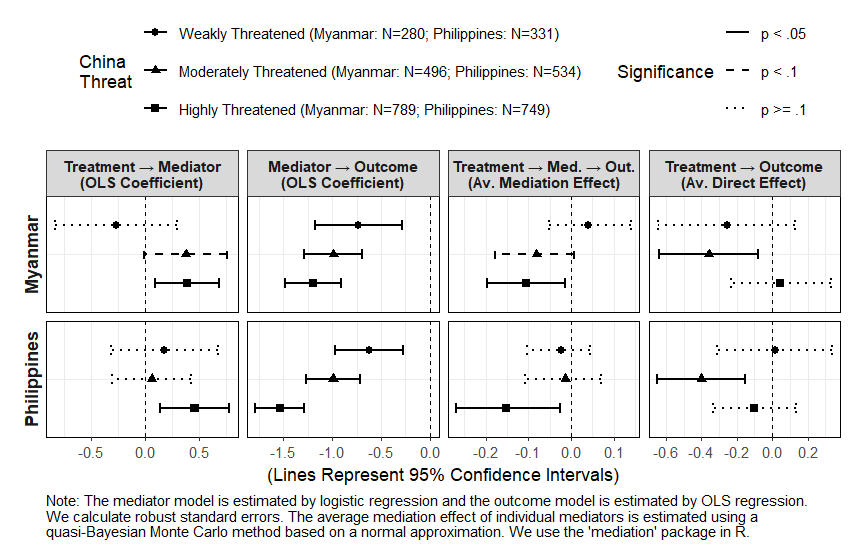 China
Threat
Weakly Threatened (Myanmar: N=280; Philippines: N=331)
Moderately Threatened (Myanmar: N=496; Philippines: N=534)
Highly Threatened (Myanmar: N=789; Philippines: N=749)
Significance
p < .05
p < .1
p >= .1
Treatment → Mediator
(OLS Coefficient)
Mediator → Outcome
(OLS Coefficient)
Treatment → Med. → Out.
(Av. Mediation Effect)
Treatment → Outcome
(Av. Direct Effect)
Myanmar
Philippines
-0.5 0.0 0.5
-1.5 -1.0 -0.5 0.0
-0.2 -0.1 0.0 0.1
-0.6 -0.4 -0.2 0.0 0.2
(Lines Represent 95% Confidence Intervals)
Note: The mediator model is estimated by logistic regression and the outcome model is estimated by OLS regression.
We calculate robust standard errors. The average mediation effect of individual mediators is estimated using a
quasi-Bayesian Monte Carlo method based on a normal approximation. We use the 'mediation' package in R.